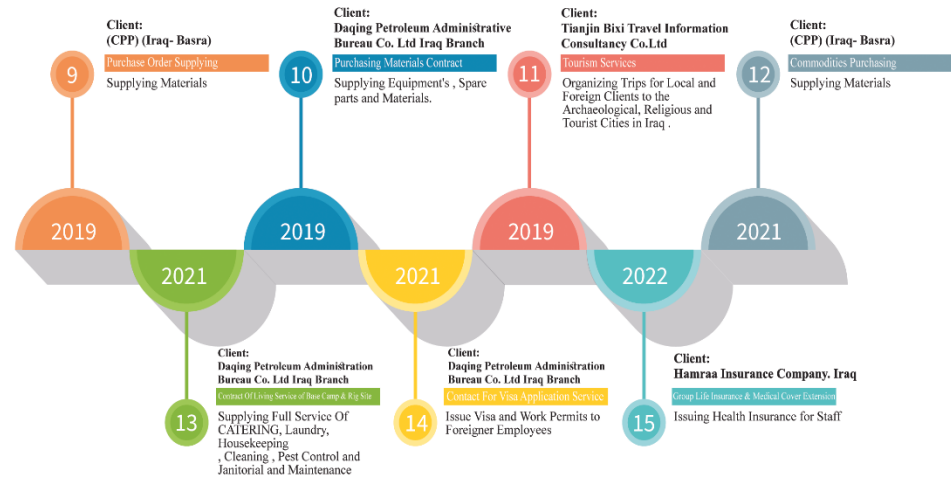 Client:
(CPP) (Iraq- Basra)
9
Purchase Order Supplying
Supplying Materials
2019
Client:
Daqing Petroleum Administrative
Bureau Co. Ltd Iraq Branch
10
Purchasing Materials Contract
Supplying Equipment's , Spare
parts and Materials.
2019
Client:
Tianjin Bixi Travel Information
Consultancy Co.Ltd
11
Tourism Services
Organizing Trips for Local and
Foreign Clients to the
Archaeological, Religious and
Tourist Cities in Iraq .
2019
Client:
(CPP) (Iraq- Basra)
12
Commodities Purchasing
Supplying Materials
2021
2021
Client:
Daqing Petroleum Administration
Bureau Co. Ltd Iraq Branch
Contract Of Living Service of Base Camp & Rig Site
13
Supplying Full Service Of
CATERING, Laundry,
Housekeeping
, Cleaning , Pest Control and
Janitorial and Maintenance
2021
Client:
Daqing Petroleum Administration
Bureau Co. Ltd Iraq Branch
Contact For Visa Application Service
14
Issue Visa and Work Permits to
Foreigner Employees
2022
Client:
Hamraa Insurance Company. Iraq
Group Life Insurance & Medical Cover Extension
15
Issuing Health Insurance for Staff